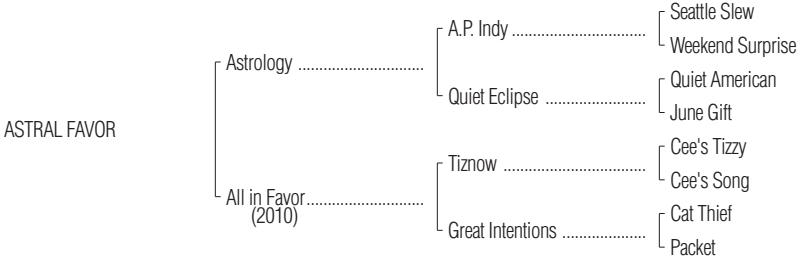 Seattle Slew
A.P. Indy ..............................
Weekend Surprise
Astrology ............................
Quiet American
Quiet Eclipse .......................
June Gift
ASTRAL FAVOR
Cee's Tizzy
Tiznow ................................
Cee's Song
All in Favor..........................
(2010)
Cat Thief
Great Intentions ...................
Packet